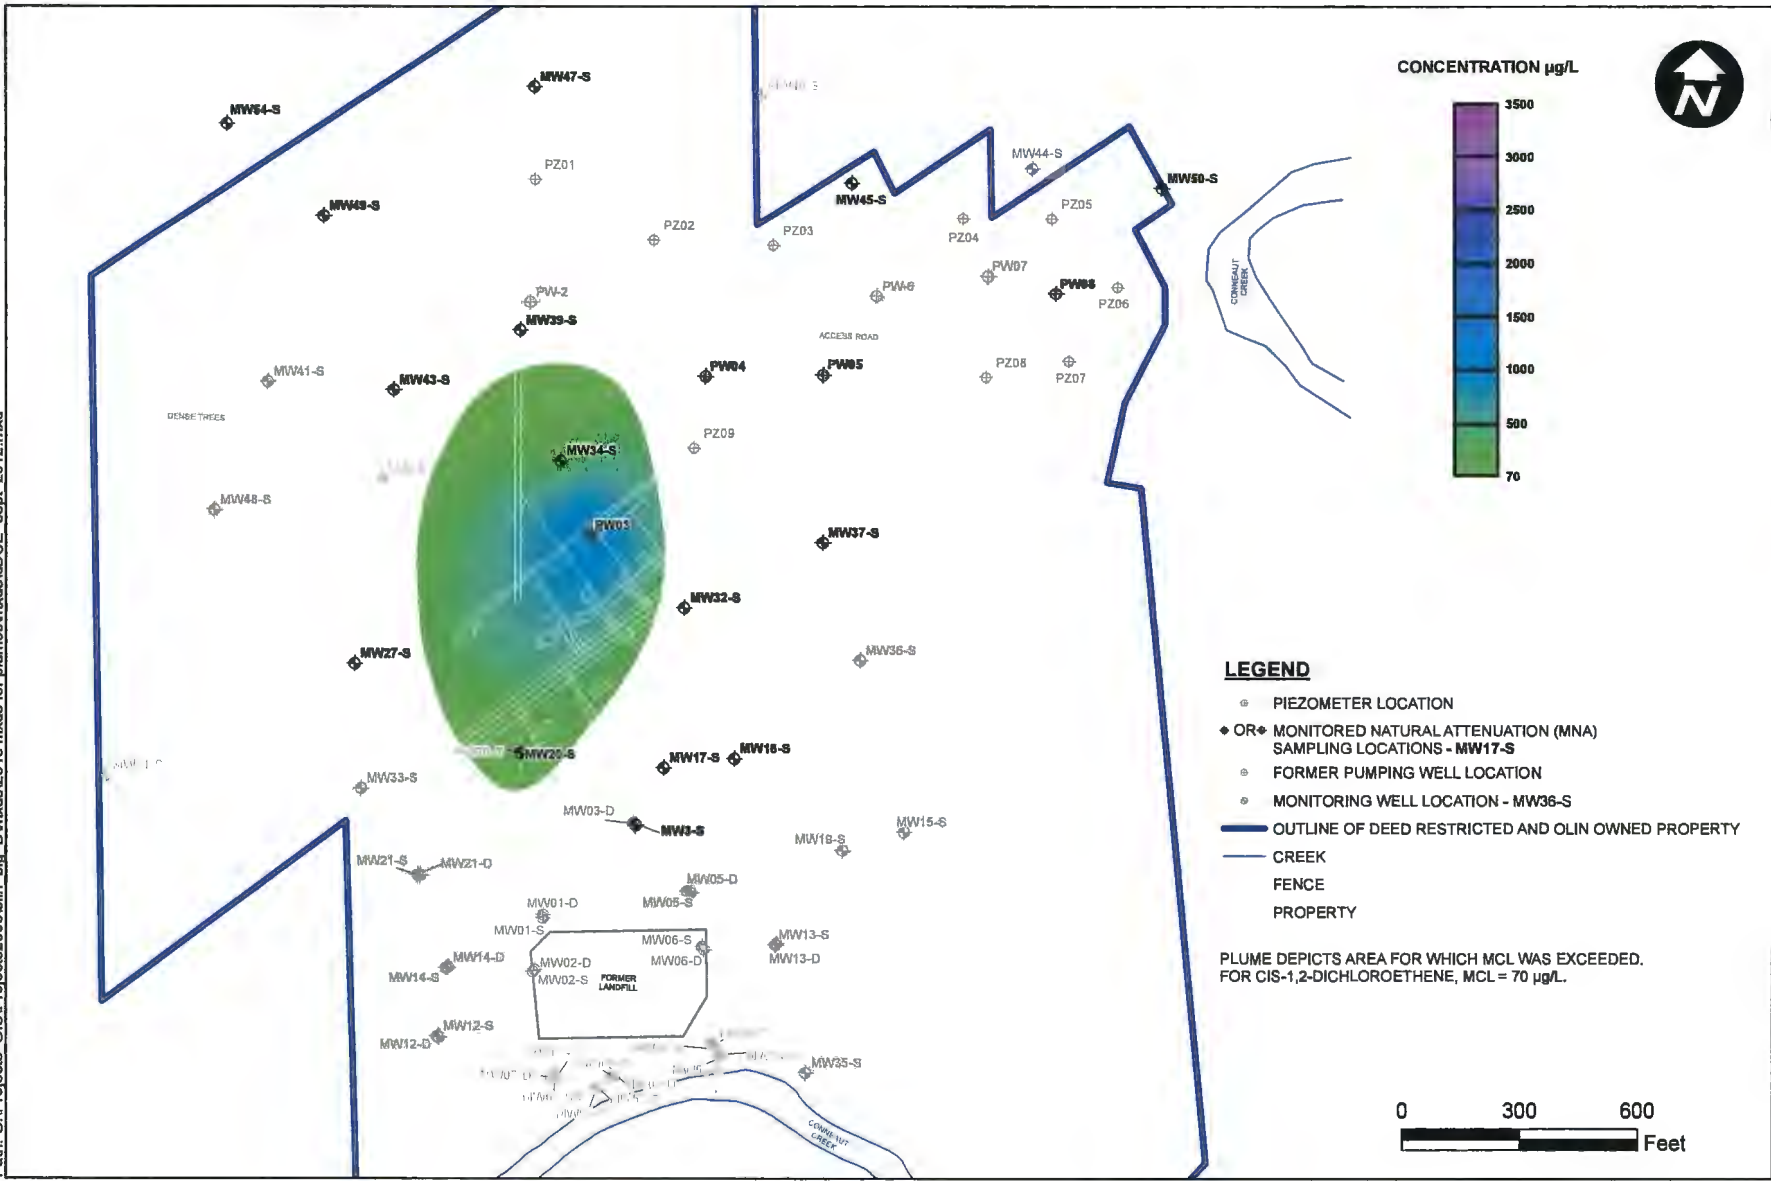 CONCENTRATION µg/L
3500
3000
2500
2000
1500
1000
500
70
N
MW47-S
MW54-S
PZ01
MW49-S
MW44-S
MW50-S
MW45-S
PZ02
PZ03
PZ04
PZ05
PW-2
MW39-S
PW-6
PW07
PW08
PZ06
CONNEAUT
CREEK
ACCESS ROAD
MW41-S
MW43-S
PW04
PW05
PZ08
PZ07
DENSE TREES
MW34-S
PZ09
MW48-S
PW03
MW37-S
MW32-S
MW27-S
MW36-S
MW20-S
MW17-S
MW16-S
MW33-S
MW03-D
MW3-S
MW15-S
MW18-S
MW21-S
MW21-D
MW05-D
MW05-S
MW01-D
MW01-S
MW06-S
MW06-D
MW13-S
MW13-D
MW14-D
MW14-S
MW02-D
MW02-S
FORMER
LANDFILL
MW12-S
MW12-D
MW35-S
CONNEAUT
CREEK
LEGEND
PIEZOMETER LOCATION
OR MONITORED NATURAL ATTENUATION (MNA)
SAMPLING LOCATIONS - MW17-S
FORMER PUMPING WELL LOCATION
MONITORING WELL LOCATION - MW36-S
OUTLINE OF DEED RESTRICTED AND OLIN OWNED PROPERTY
CREEK
FENCE
PROPERTY
PLUME DEPICTS AREA FOR WHICH MCL WAS EXCEEDED.
FOR CIS-1,2-DICHLOROETHENE, MCL = 70 µg/L.
0 300 600
Feet